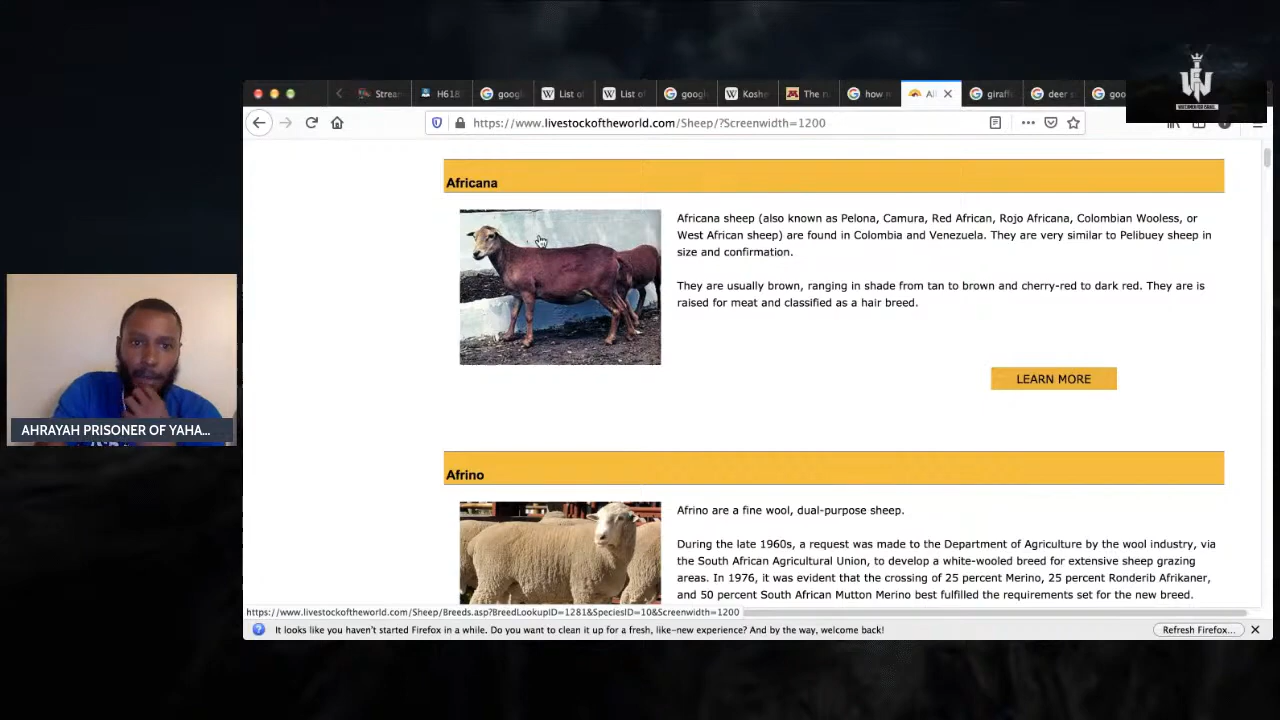 Strea
H618
goog
List of
List of
goog
Koshe
The ru
how r
Al
giraff
deer s
goo
https://www.livestockoftheworld.com/Sheep/?Screenwidth=1200
WATCHMEN FOR ISRAEL
Africana
Africana sheep (also known as Pelona, Camura, Red African, Rojo Africana, Colombian Wooless, or
West African sheep) are found in Colombia and Venezuela. They are very similar to Pelibuey sheep in
size and confirmation.
They are usually brown, ranging in shade from tan to brown and cherry-red to dark red. They are
raised for meat and classified as a hair breed.
LEARN MORE
AHRAYAH PRISONER OF YAHA...
Afrino
Afrino are a fine wool, dual-purpose sheep.
During the late 1960s, a request was made to the Department of Agriculture by the wool industry, via
the South African Agricultural Union, to develop a white-wooled breed for extensive sheep grazing
areas. In 1976, it was evident that the crossing of 25 percent Merino, 25 percent Ronderib Afrikaner,
and 50 percent South African Mutton Merino best fulfilled the requirements set for the new breed.
https://www.livestockoftheworld.com/Sheep/Breeds.asp?BreedLookupID=1281&SpeciesID=10&Screenwidth=1200
It looks like you haven't started Firefox in a while. Do you want to clean it up for a fresh, like-new experience? And by the way, welcome back!
Refresh Firefox...